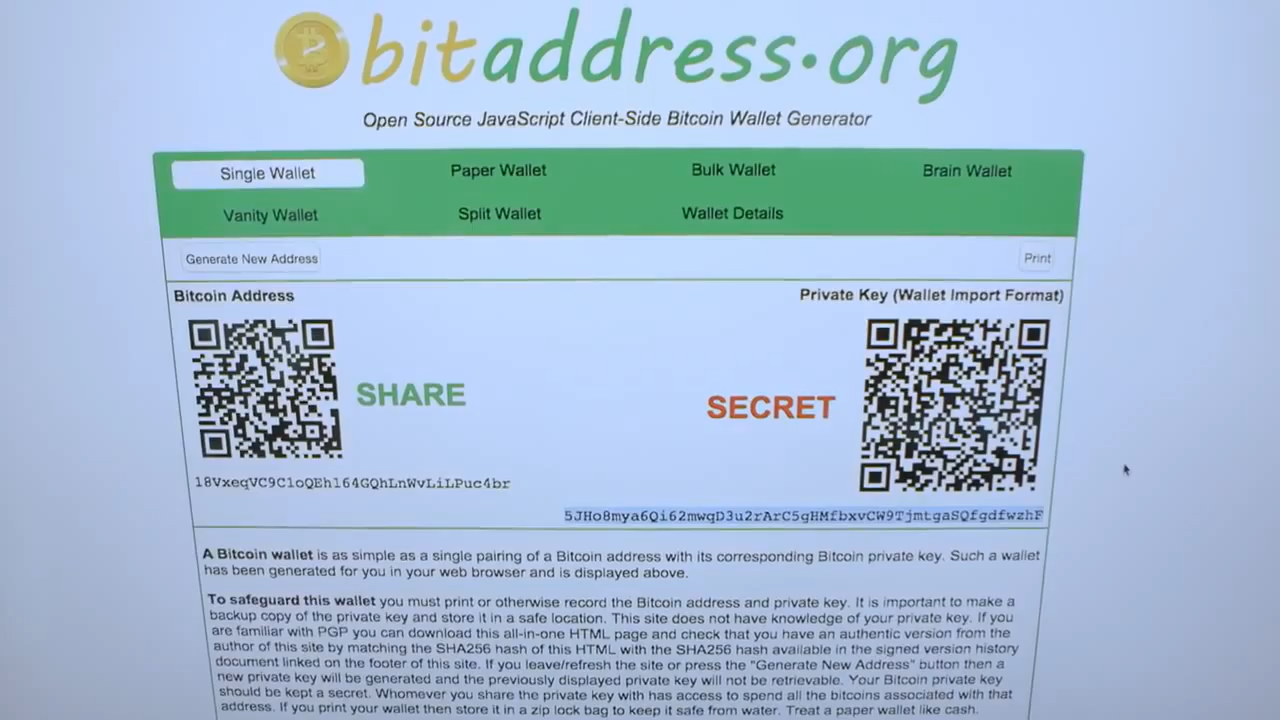 bitaddress.org
Open Source JavaScript Client-Side Bitcoin Wallet Generator
Single Wallet
Paper Wallet
Bulk Wallet
Brain Wallet
Vanity Wallet
Split Wallet
Wallet Details
Generate New Address
Print
Bitcoin Address
Private Key (Wallet Import Format)
SHARE
SECRET
18VxeqVC9C1oQEh164GQhLnWvLiLPuc4br
5JHo8mya6Qi62mwqD3u2rArC5gHMfbxvCW9TjmtgaSQfgdfwzhF
A Bitcoin wallet is as simple as a single pairing of a Bitcoin address with its corresponding Bitcoin private key. Such a wallet
has been generated for you in your web browser and is displayed above.
To safeguard this wallet you must print or otherwise record the Bitcoin address and private key. It is important to make a
backup copy of the private key and store it in a safe location. This site does not have knowledge of your private key. If you
are familiar with PGP you can download this all-in-one HTML page and check that you have an authentic version from the
author of this site by matching the SHA256 hash of this HTML with the SHA256 hash available in the signed version history
document linked on the footer of this site. If you leave/refresh the site or press the "Generate New Address" button then a
new private key will be generated and the previously displayed private key will not be retrievable. Your Bitcoin private key
should be kept a secret. Whomever you share the private key with has access to spend all the bitcoins associated with that
address. If you print your wallet then store it in a zip lock bag to keep it safe from water. Treat a paper wallet like cash.